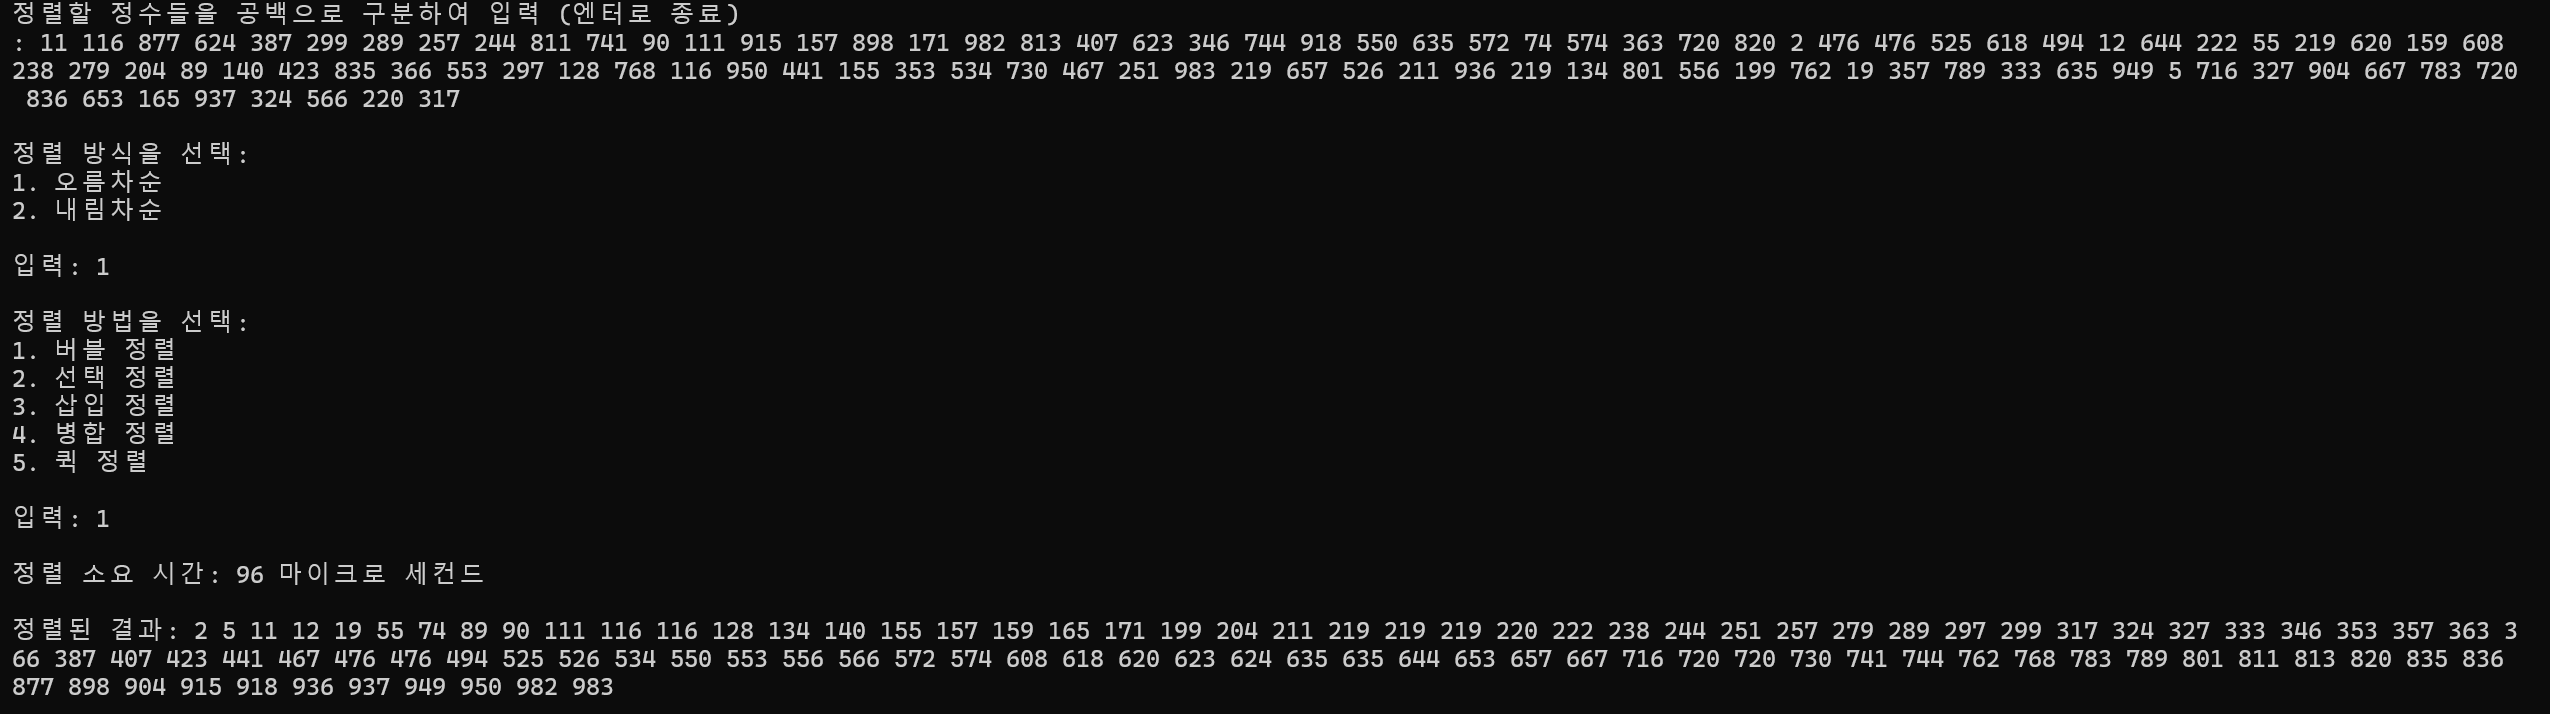 정렬할 정수들을 공백으로 구분하여 입력 (엔터로 종료)
: 11 116 877 624 387 299 289 257 244 811 741 90 111 915 157 898 171 982 813 407 623 346 744 918 550 635 572 74 574 363 720 820 2 476 476 525 618 494 12 644 222 55 219 620 159 608
238 279 204 89 140 423 835 366 553 297 128 768 116 950 441 155 353 534 730 467 251 983 219 657 526 211 936 219 134 801 556 199 762 19 357 789 333 635 949 5 716 327 904 667 783 720
836 653 165 937 324 566 220 317
정렬 방식을 선택:
1. 오름차순
2. 내림차순
입력: 1
정렬 방법을 선택:
1. 버블 정렬
2. 선택 정렬
3. 삽입 정렬
4. 병합 정렬
5. 퀵 정렬
입력: 1
정렬 소요 시간: 96 마이크로 세컨드
정렬된 결과: 2 5 11 12 19 55 74 89 90 111 116 116 128 134 140 155 157 159 165 171 199 204 211 219 219 219 220 222 238 244 251 257 279 289 297 299 317 324 327 333 346 353 357 363 3
66 387 407 423 441 467 476 476 494 525 526 534 550 553 556 566 572 574 608 618 620 623 624 635 635 644 653 657 667 716 720 720 730 741 744 762 768 783 789 801 811 813 820 835 836
877 898 904 915 918 936 937 949 950 982 983